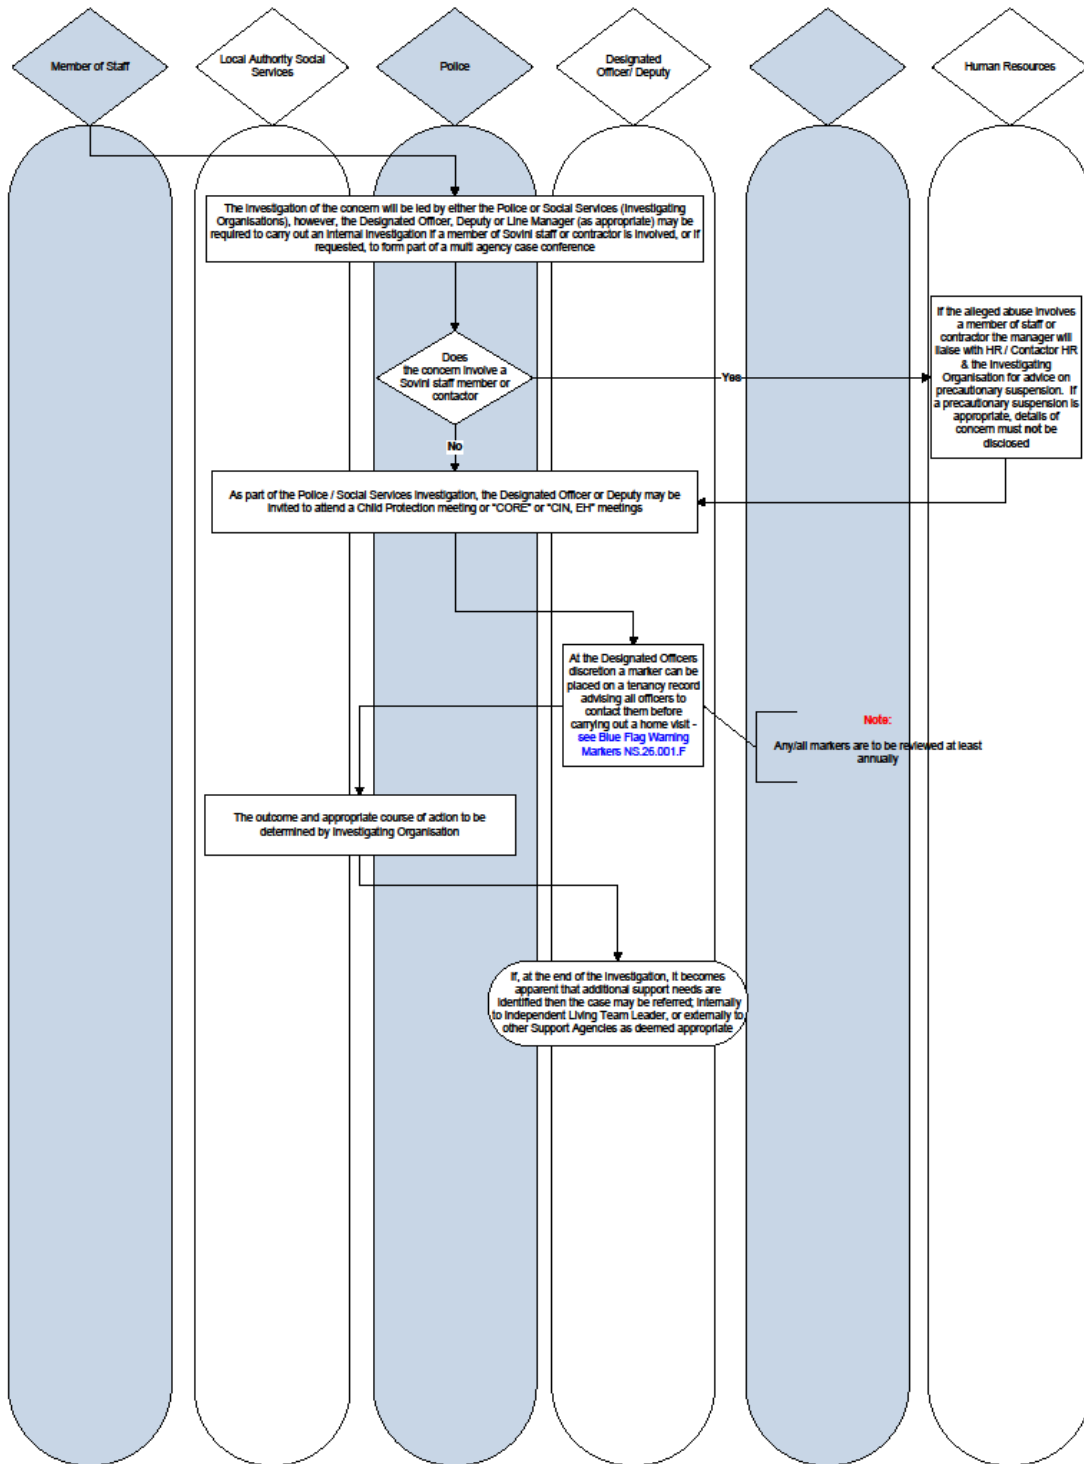 Member of Staff
Local Authority Social
Services
Police
Designated
Officer/ Deputy
Human Resources
The investigation of the concern will be led by either the Police or Social Services (Investigating
Organisations), however, the Designated Officer, Deputy or Line Manager (as appropriate) may be
required to carry out an internal investigation if a member of Sovini staff or contractor is involved, or if
requested, to form part of a multi agency case conference
If the alleged abuse involves
a member of staff or
contractor the manager will
liaise with HR / Contactor HR
& the Investigating
Organisation for advice on
precautionary suspension. If
a precautionary suspension is
appropriate, details of
concern must not be
disclosed
Does
the concern involve a
Sovini staff member or
contactor
Yes
No
As part of the Police / Social Services Investigation, the Designated Officer or Deputy may be
invited to attend a Child Protection meeting or "CORE" or "CIN, EH" meetings
At the Designated Officers
discretion a marker can be
placed on a tenancy record
advising all officers to
contact them before
carrying out a home visit -
see Blue Flag Warning
Markers NS.26.001.F
Note:
Any/all markers are to be reviewed at least
annually
The outcome and appropriate course of action to be
determined by Investigating Organisation
If, at the end of the investigation, it becomes
apparent that additional support needs are
identified then the case may be referred; internally
to Independent Living Team Leader, or externally to
other Support Agencies as deemed appropriate